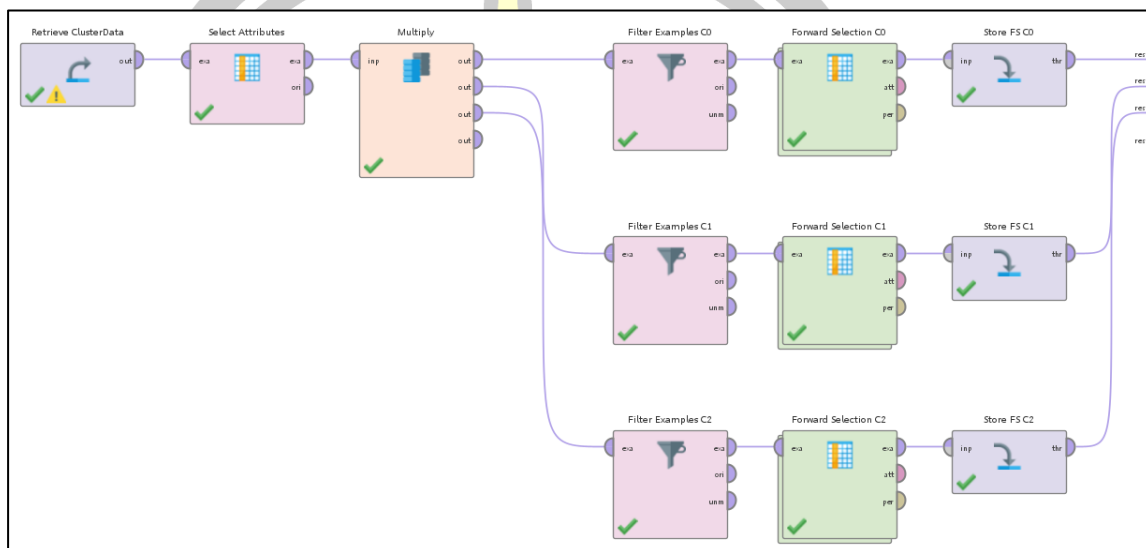 Retrieve ClusterData
Select Attributes
Multiply
Filter Examples C0
Forward Selection C0
Store FS C0
out
exa
exa
ori
inp
out
out
out
out
exa
exa
ori
unm
exa
exa
att
per
inp
thr
res
res
res
res
Filter Examples C1
Forward Selection C1
Store FS C1
exa
exa
ori
unm
exa
exa
att
per
inp
thr
Filter Examples C2
Forward Selection C2
Store FS C2
exa
exa
ori
unm
exa
exa
att
per
inp
thr